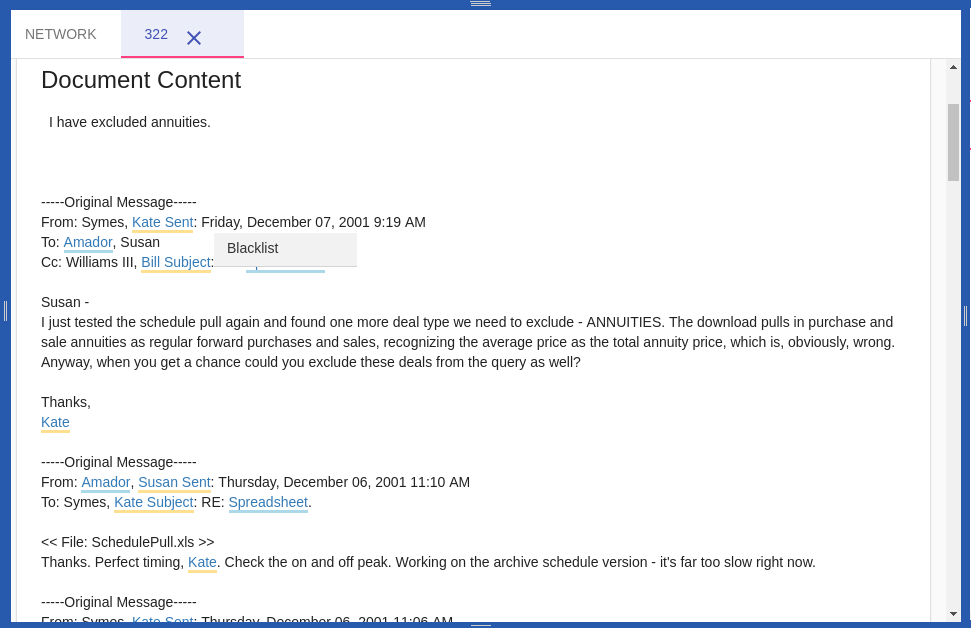 NETWORK
322
Document Content
I have excluded annuities.
-----Original Message-----
From: Symes, Kate Sent: Friday, December 07, 2001 9:19 AM
To: Amador, Susan
Blacklist
Cc: Williams III, Bill Subject:
Susan -
I just tested the schedule pull again and found one more deal type we need to exclude - ANNUITIES. The download pulls in purchase and
sale annuities as regular forward purchases and sales, recognizing the average price as the total annuity price, which is, obviously, wrong.
Anyway, when you get a chance could you exclude these deals from the query as well?
Thanks,
Kate
-----Original Message-----
From: Amador, Susan Sent: Thursday, December 06, 2001 11:10 AM
To: Symes, Kate Subject: RE: Spreadsheet.
<< File: SchedulePull.xls >>
Thanks. Perfect timing, Kate. Check the on and off peak. Working on the archive schedule version - it's far too slow right now.
-----Original Message-----
From: Symes, Kate Sent: Thursday, December 06, 2001 11:06 AM